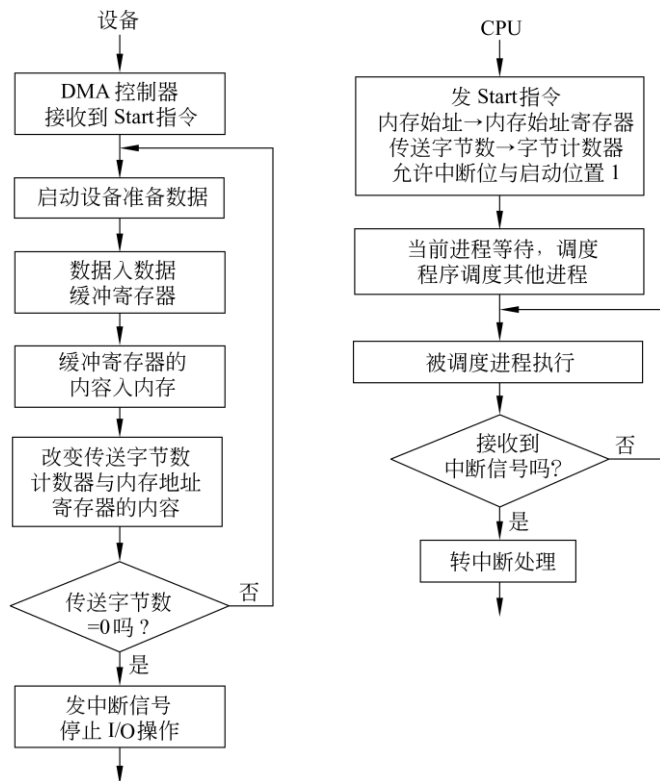 设备
DMA 控制器
接收到 Start指令
启动设备准备数据
数据入数据
缓冲寄存器
缓冲寄存器的
内容入内存
改变传送字节数
计数器与内存地址
寄存器的内容
传送字节数
=0吗？
否
是
发中断信号
停止 I/O操作
CPU
发 Start指令
内存始址→内存始址寄存器
传送字节数→字节计数器
允许中断位与启动位置 1
当前进程等待，调度
程序调度其他进程
被调度进程执行
接收到
中断信号吗?
否
是
转中断处理